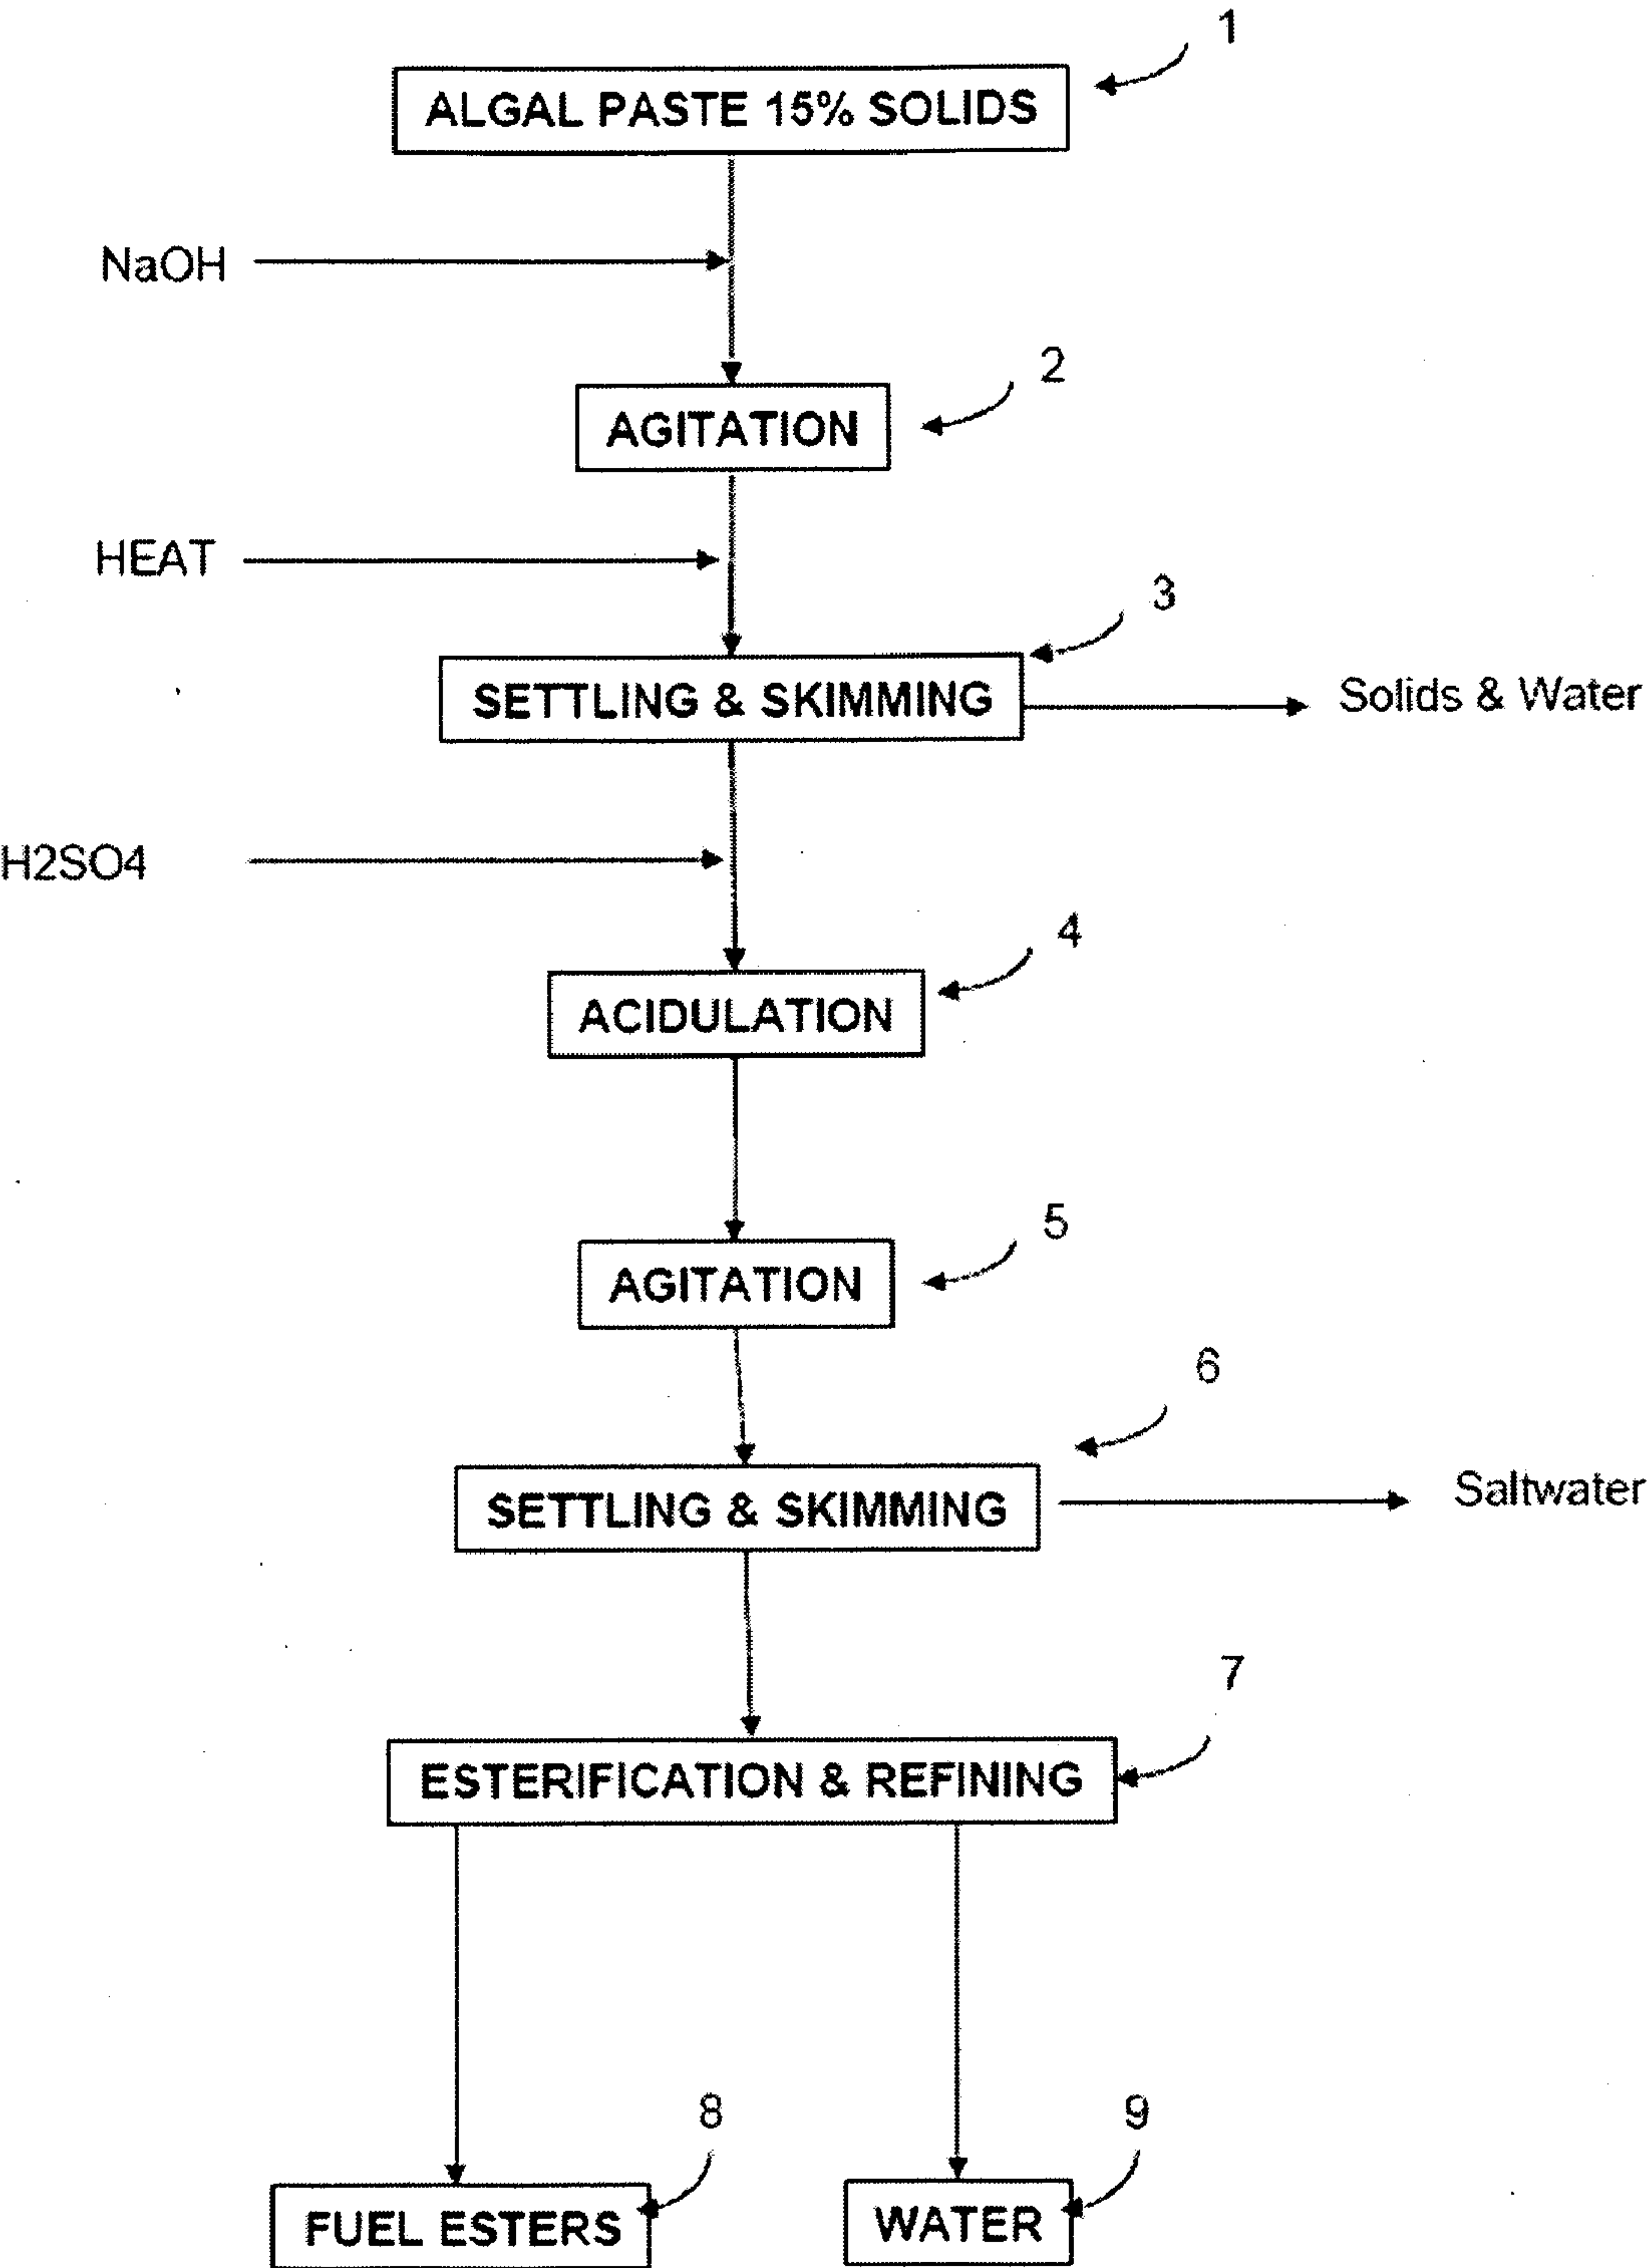 1
ALGAL PASTE 15% SOLIDS
NaOH
2
AGITATION
HEAT
3
SETTLING & SKIMMING
Solids & Water
H2SO4
4
ACIDULATION
5
AGITATION
6
SETTLING & SKIMMING
Saltwater
7
ESTERIFICATION & REFINING
8
9
FUEL ESTERS
WATER